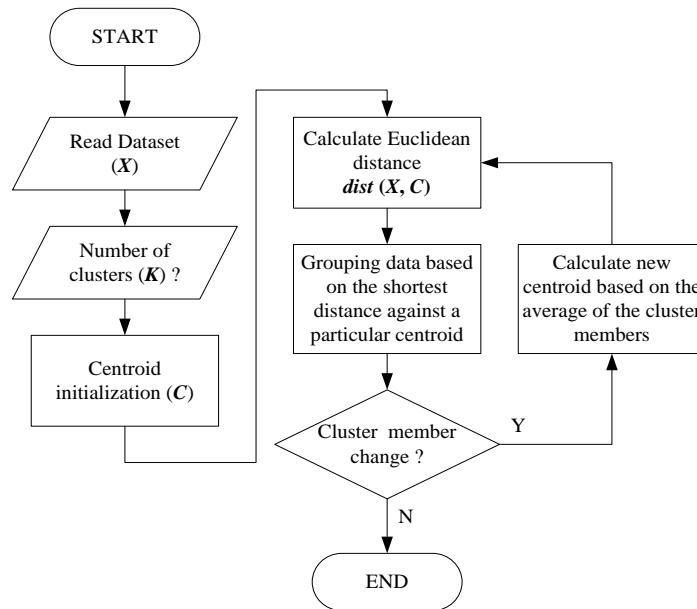 START
Read Dataset
(X)
Number of
clusters (K) ?
Centroid
initialization (C)
Calculate Euclidean
distance
dist (X, C)
Grouping data based
on the shortest
distance against a
particular centroid
Cluster member
change ?
Y
N
Calculate new
centroid based on the
average of the cluster
members
END